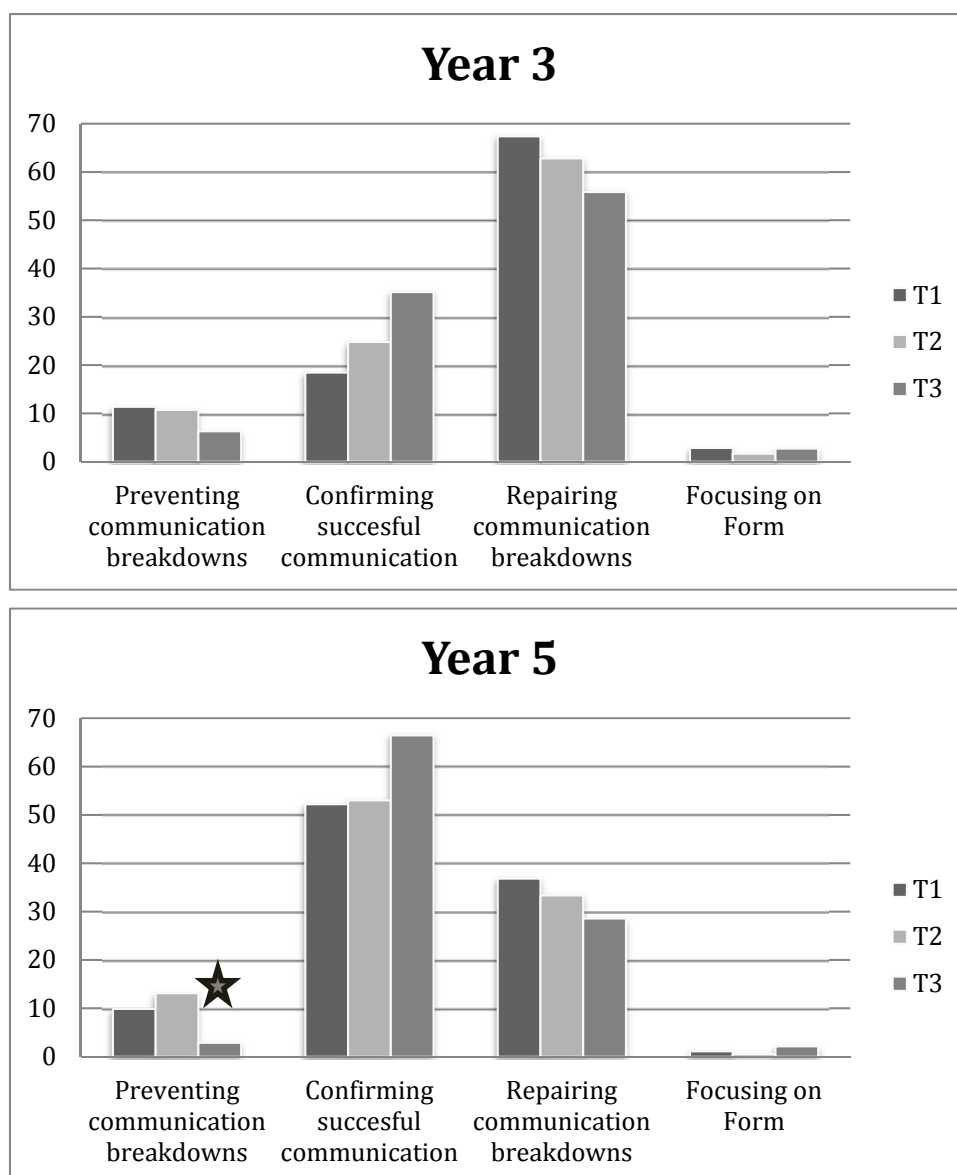 Year 3
70
60
50
40
30
20
10
0
Preventing
communication
breakdowns
Confirming
succesful
communication
Repairing
communication
breakdowns
Focusing on
Form
T1
T2
T3
Year 5
70
60
50
40
30
20
10
0
Preventing
communication
breakdowns
Confirming
succesful
communication
Repairing
communication
breakdowns
Focusing on
Form
T1
T2
T3